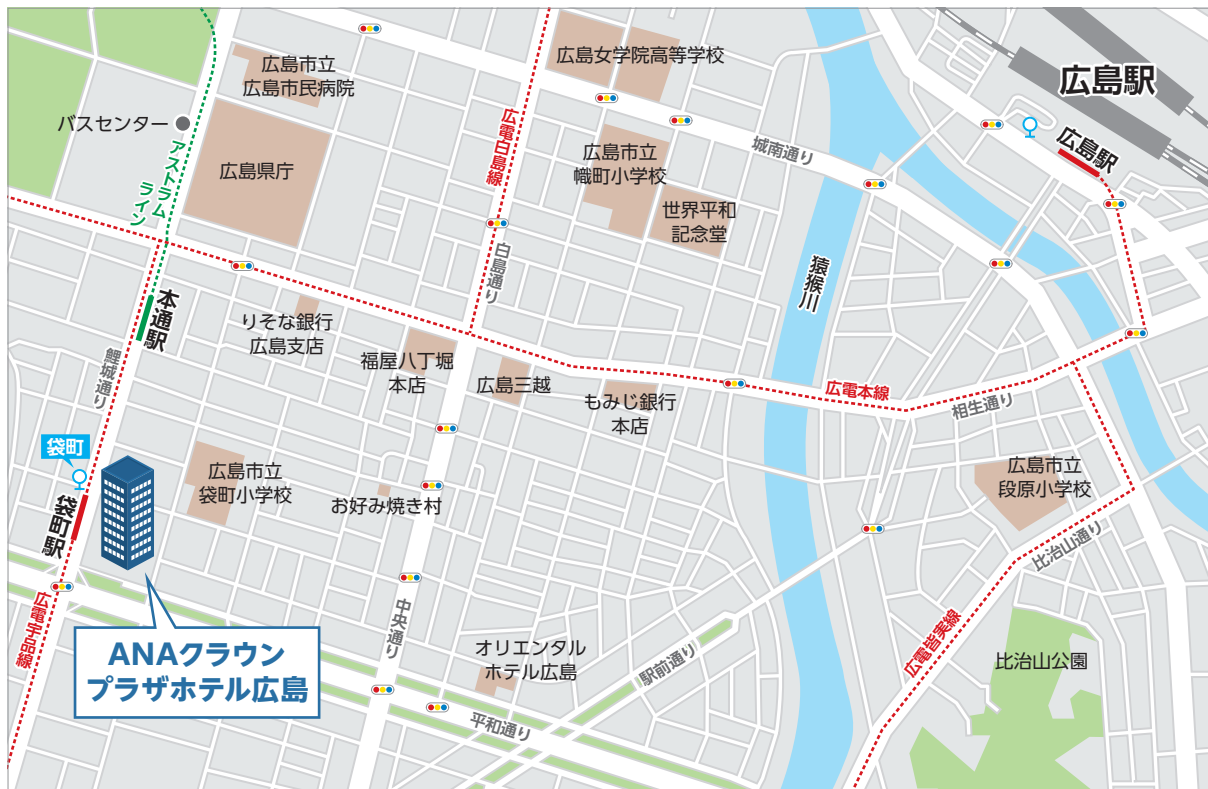 広島市立
広島市民病院
広島女学院高等学校
広島駅
バスセンター
アストラム
ライン
広島県庁
広電白島線
広島市立
幟町小学校
城南通り
広島駅
世界平和
記念堂
白島通り
猿猴川
本通駅
りそな銀行
広島支店
福屋八丁堀
本店
広島三越
もみじ銀行
本店
広電本線
相生通り
鯉城通り
袋町
広島市立
袋町小学校
お好み焼き村
広島市立
段原小学校
袋町駅
比治山通り
広電宇品線
中央通り
ANAクラウン
プラザホテル広島
オリエンタル
ホテル広島
駅前通り
広電皆実線
比治山公園
平和通り